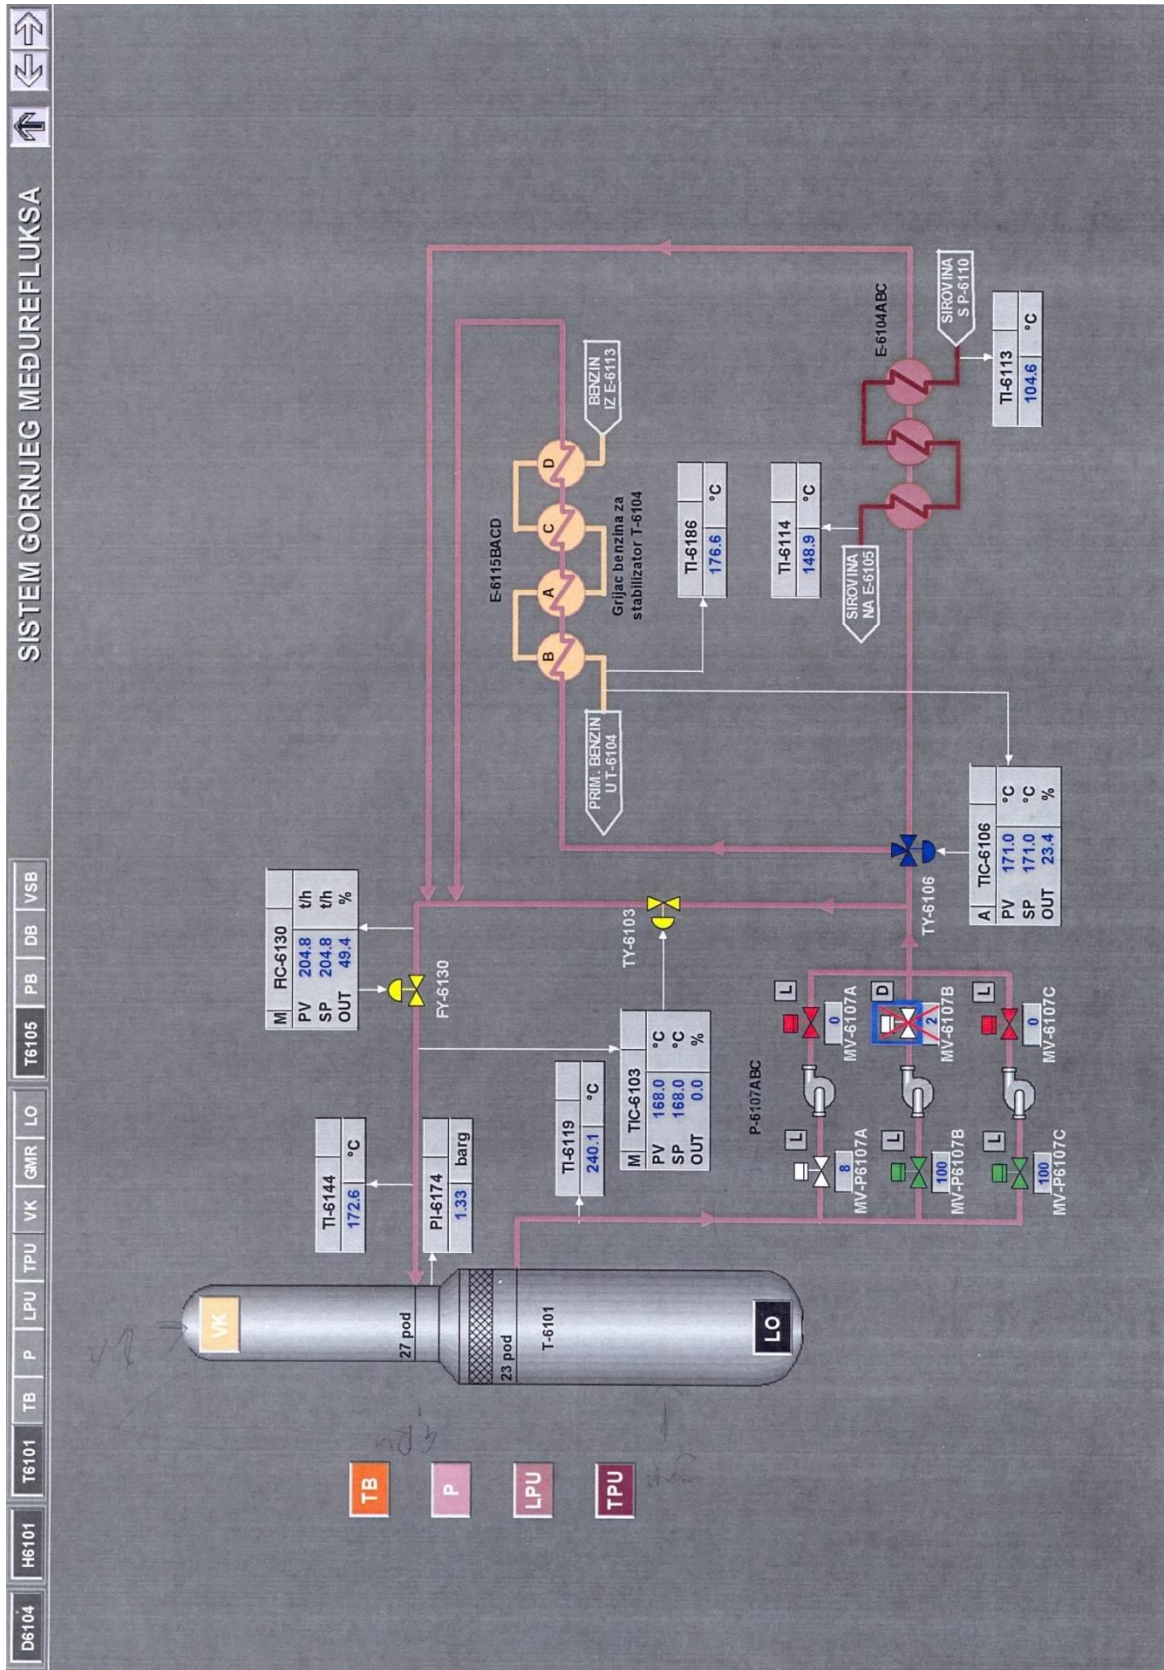 D6104 H6101 T6101 TB P LPU TPU VK GMR LO T6105 PB DB VSB
SISTEM GORNJEG MEĐUREFLUKSA
VK
27 pod
23 pod
T-6101
LO
TB
P
LPU
TPU
TI-6144
172.6 °C
PI-6174
1.33 barg
M FIC-6130
PV 204.8 t/h
SP 204.8 t/h
OUT 49.4 %
FY-6130
TI-6119
240.1 °C
M TIC-6103
PV 168.0 °C
SP 168.0 °C
OUT 0.0 %
TY-6103
P-6107ABC
L
8
MV-P6107A
L
0
MV-6107A
L
100
MV-P6107B
D
2
MV-6107B
L
100
MV-P6107C
L
0
MV-6107C
TY-6106
A TIC-6106
PV 171.0 °C
SP 171.0 °C
OUT 23.4 %
E-6115BACD
B A C D
PRIM. BENZIN
U T-6104
Grijac benzina za
stabilizator T-6104
BENZIN
IZ E-6113
TI-6186
176.6 °C
TI-6114
148.9 °C
SIROVINA
NA E-6105
E-6104ABC
SIROVINA
S P-6110
TI-6113
104.6 °C